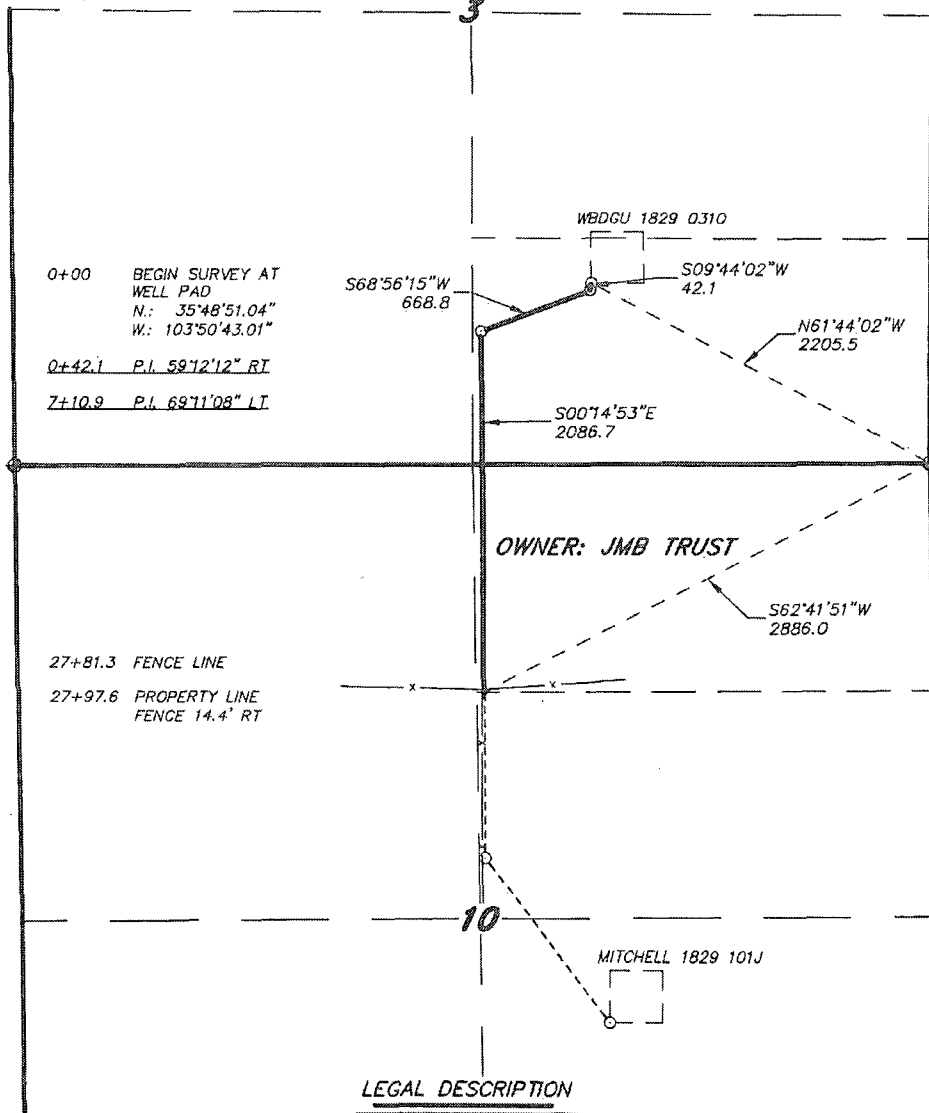 3
WBDGU 1829 031O
0+00 BEGIN SURVEY AT
WELL PAD
N.: 35°48'51.04"
W.: 103°50'43.01"
0+42.1 P.I. 59°12'12" RT
7+10.9 P.I. 69°11'08" LT
S68°56'15"W
668.8
S09°44'02"W
42.1
N61°44'02"W
2205.5
S00°14'53"E
2086.7
OWNER: JMB TRUST
S62°41'51"W
2886.0
27+81.3 FENCE LINE
27+97.6 PROPERTY LINE
FENCE 14.4' RT
x
x
10
MITCHELL 1829 101J
LEGAL DESCRIPTION